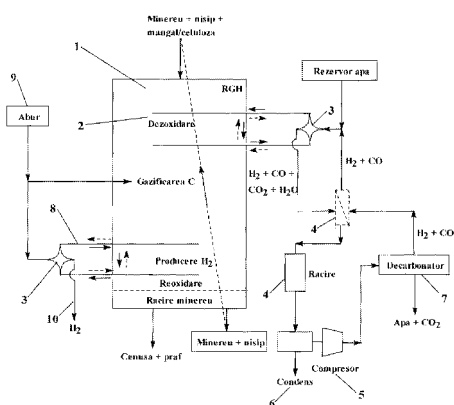 Minereu + nisip +
mangal/celuloza
1
RGH
Rezervor apa
9
Abur
2
Dezoxidare
3
H2 + CO
Gazificarea C
H2 + CO +
CO2 + H2O
8
4
H2 + CO
Producere H2
4
Racire
Decarbonator
3
Reoxidare
7
10
H2
Racire minereu
Apa + CO2
Cenusa + praf
Minereu + nisip
Compresor
Condens
5
6